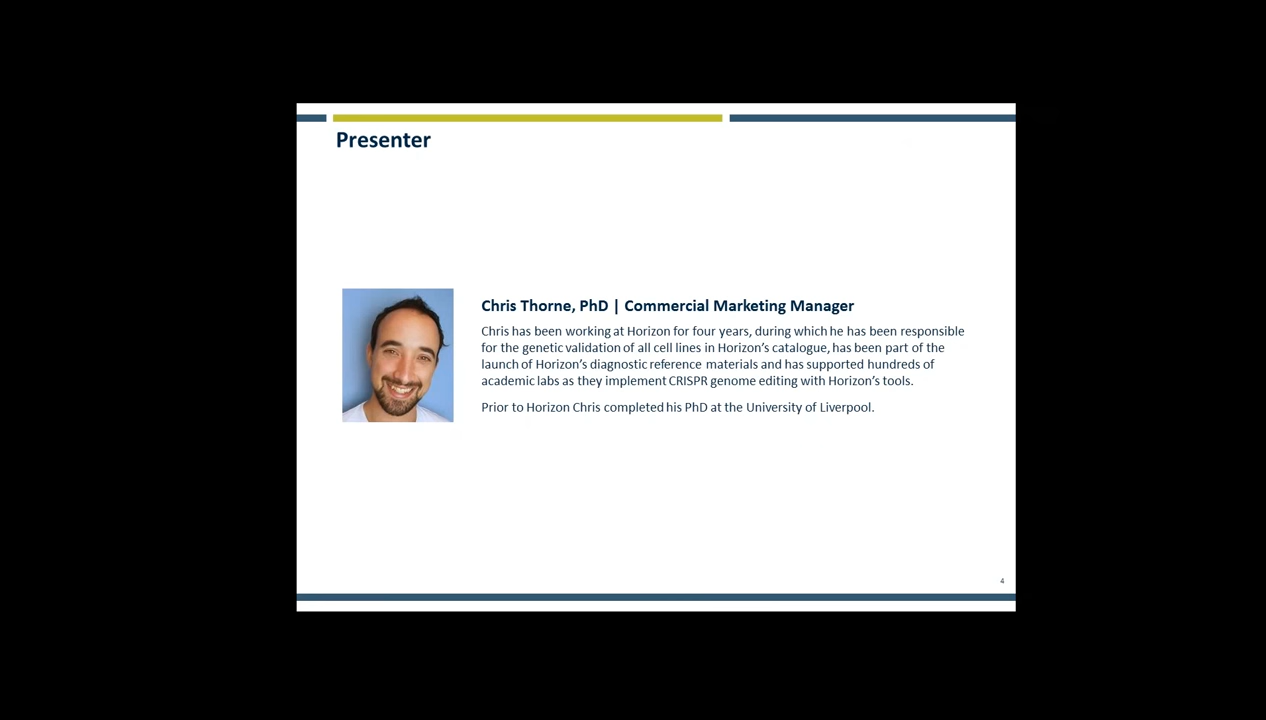 Presenter
Chris Thorne, PhD | Commercial Marketing Manager
Chris has been working at Horizon for four years, during which he has been responsible
for the genetic validation of all cell lines in Horizon’s catalogue, has been part of the
launch of Horizon’s diagnostic reference materials and has supported hundreds of
academic labs as they implement CRISPR genome editing with Horizon’s tools.
Prior to Horizon Chris completed his PhD at the University of Liverpool.
4